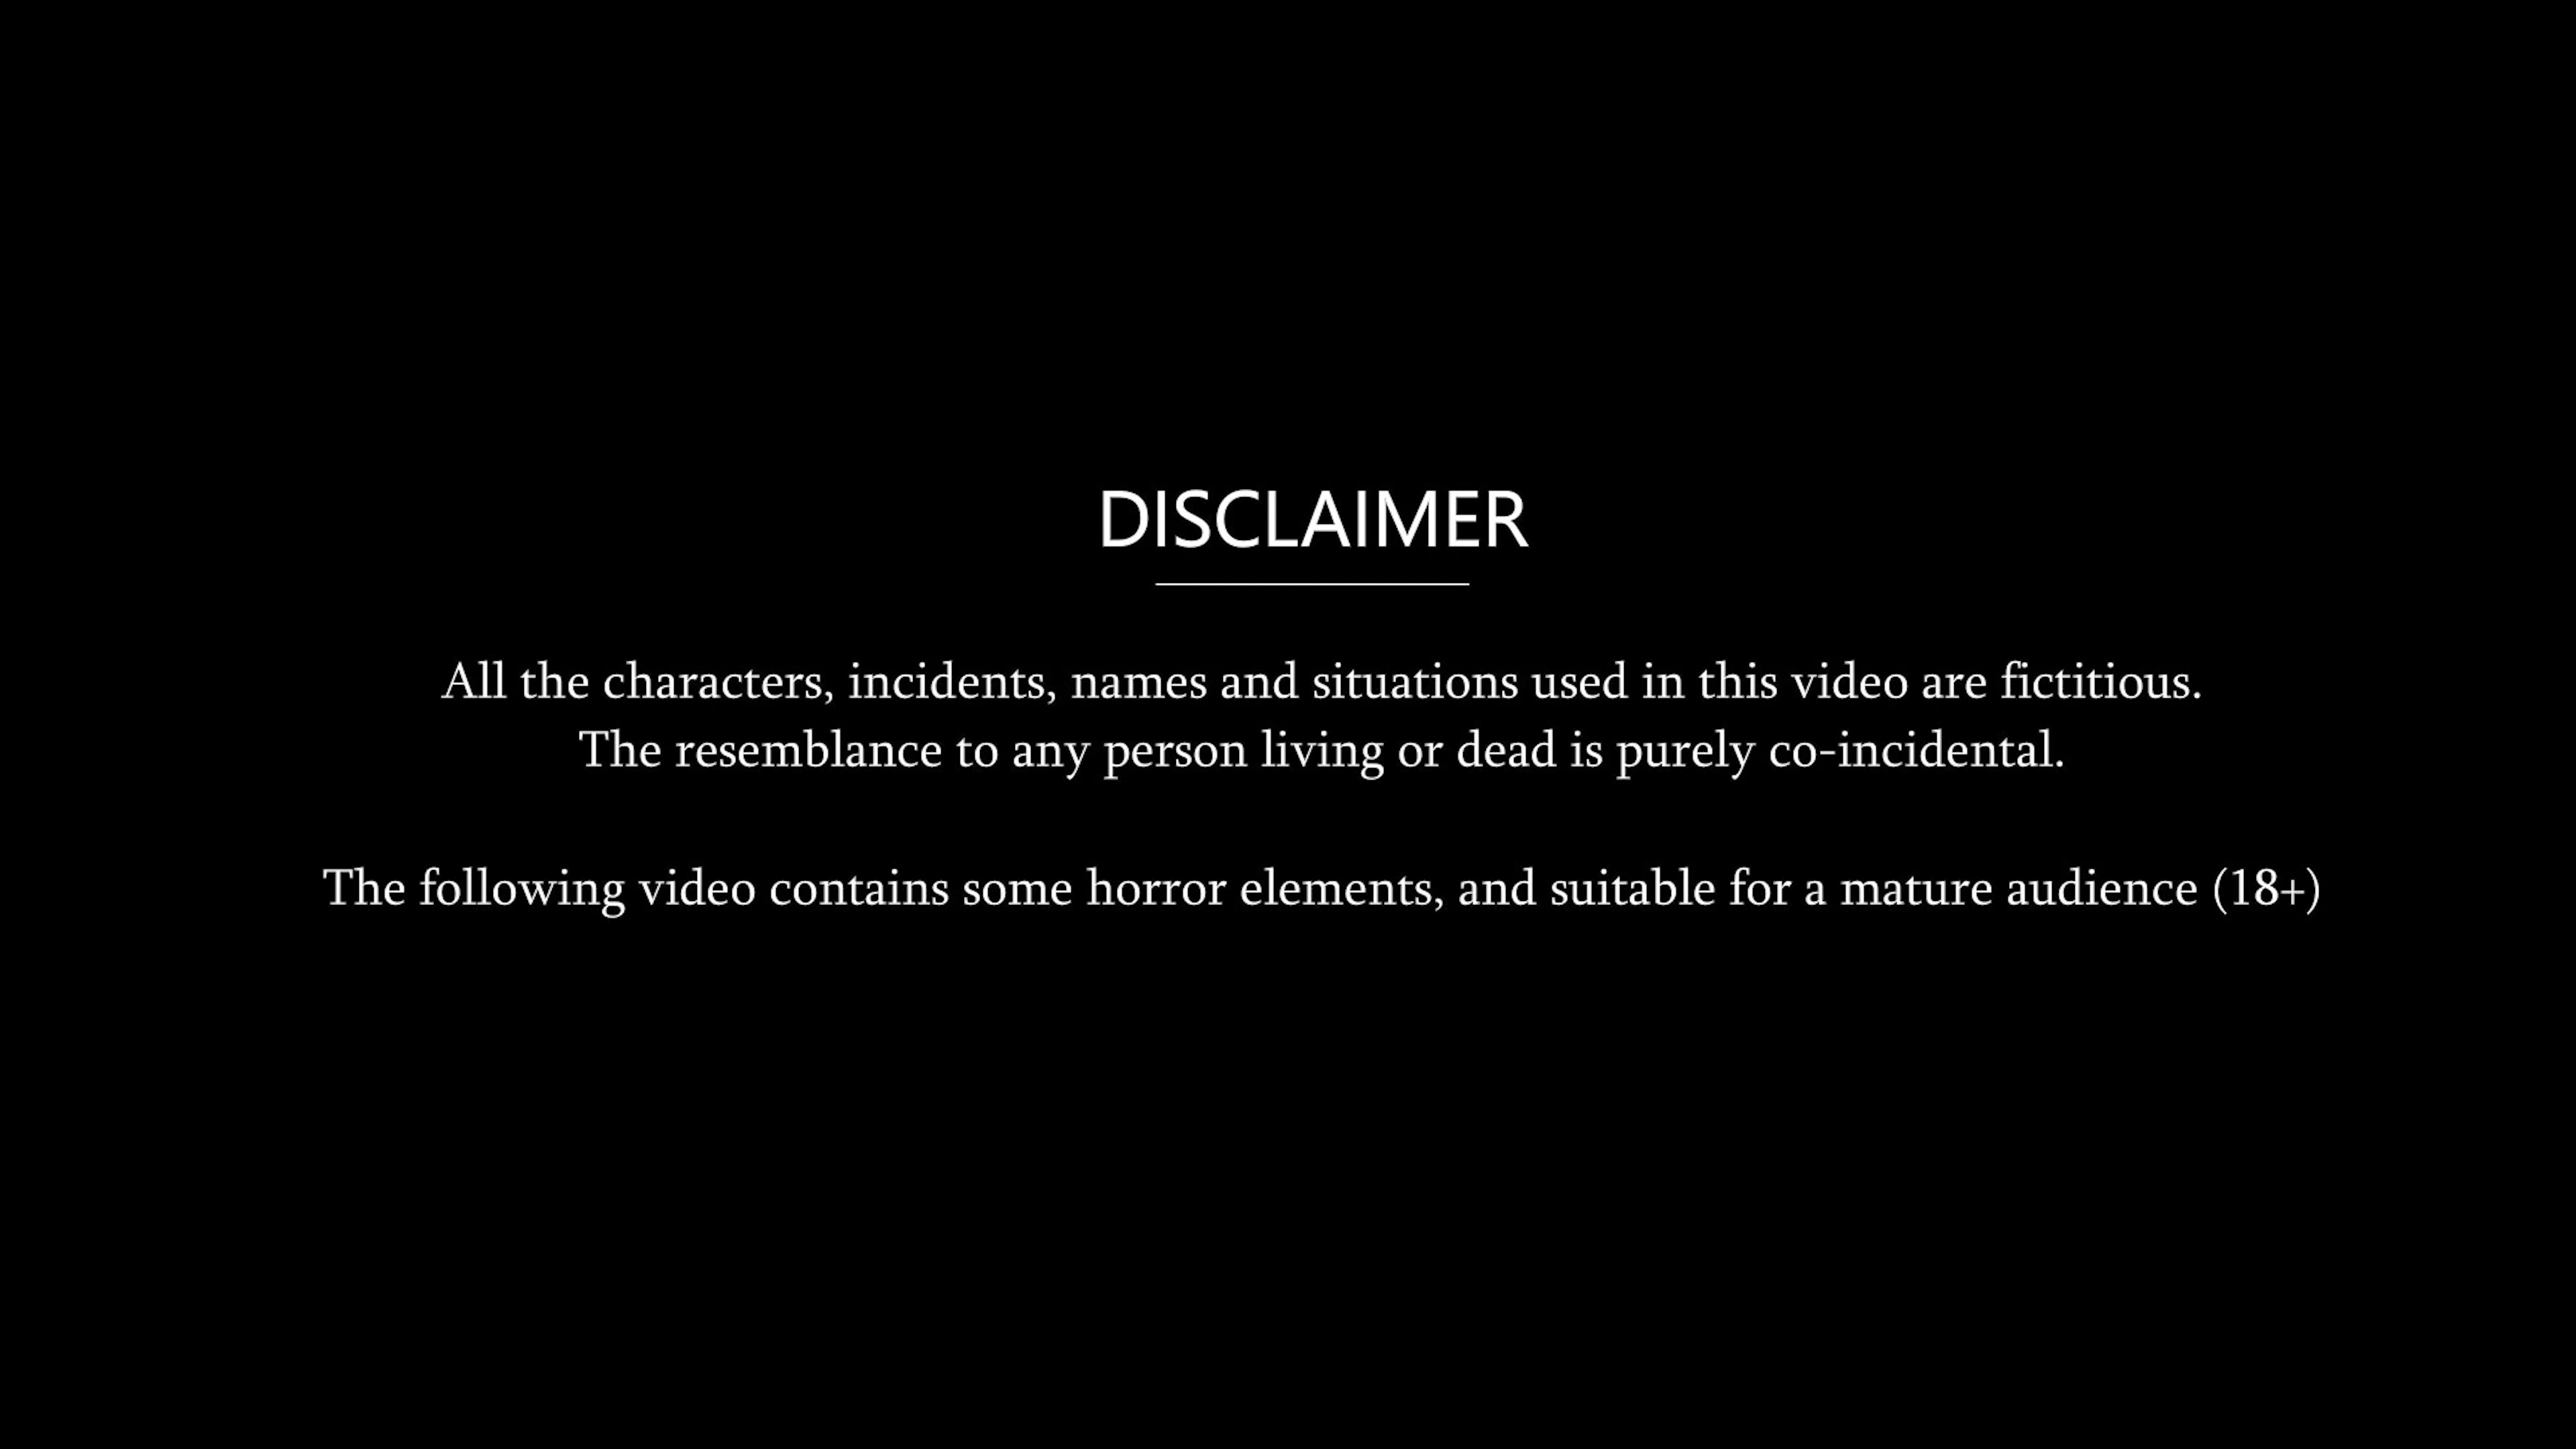 DISCLAIMER
All the characters, incidents, names and situations used in this video are fictitious.
The resemblance to any person living or dead is purely co-incidental.
The following video contains some horror elements, and suitable for a mature audience (18+)